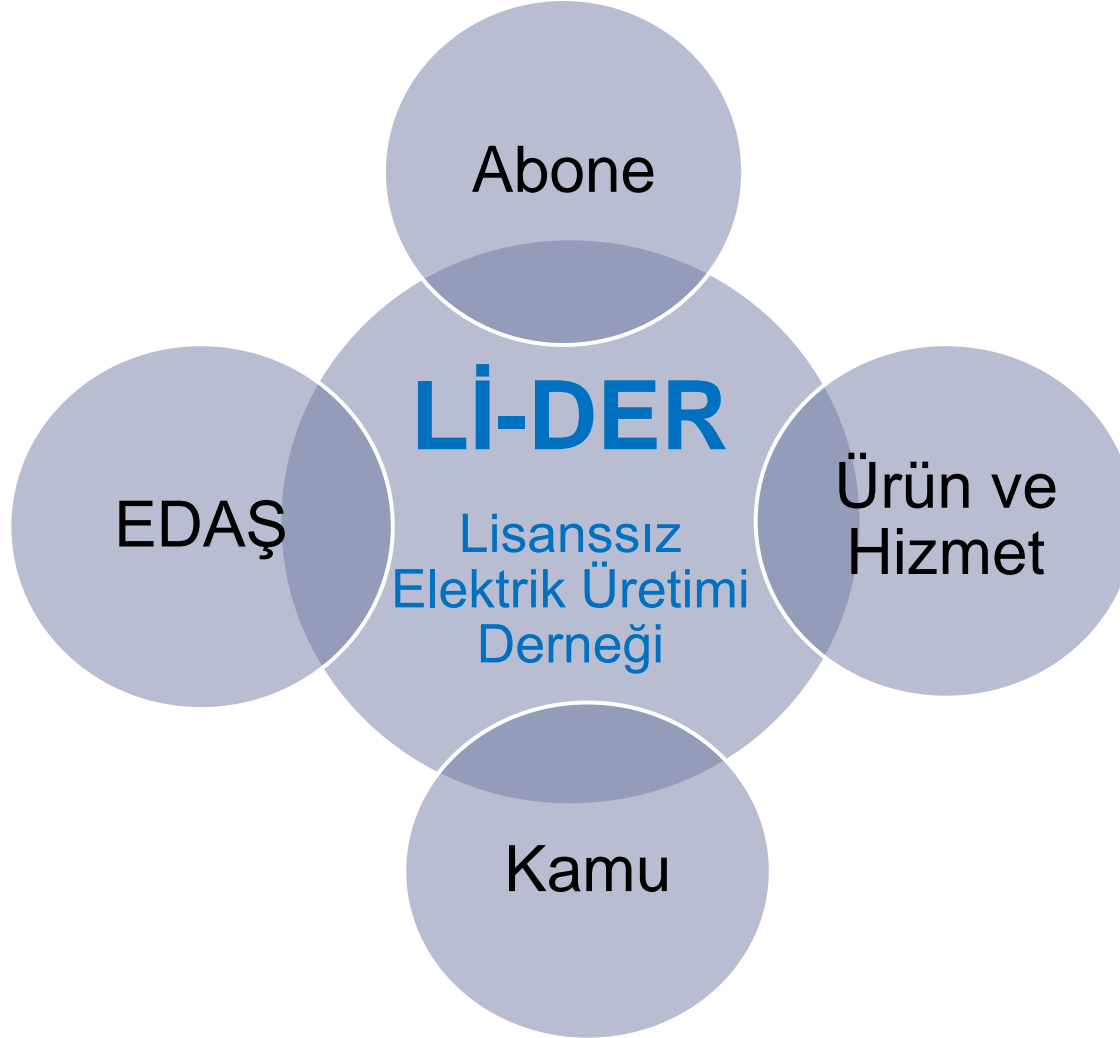 Abone
Lİ-DER
EDAŞ
Lisanssız
Elektrik Üretimi
Derneği
Ürün ve
Hizmet
Kamu